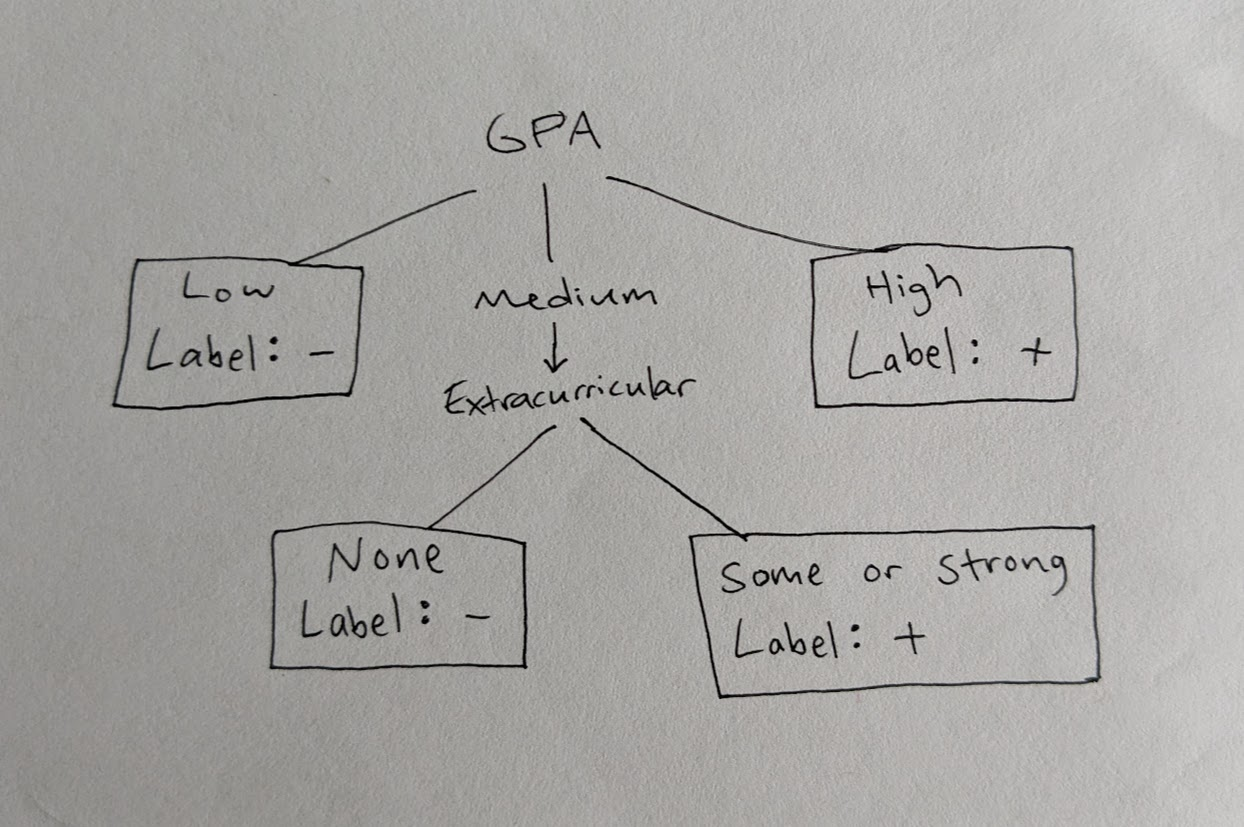 GPA
Low
Label: -
Medium
High
Label: +
Extracurricular
None
Label: -
Some or Strong
Label: +